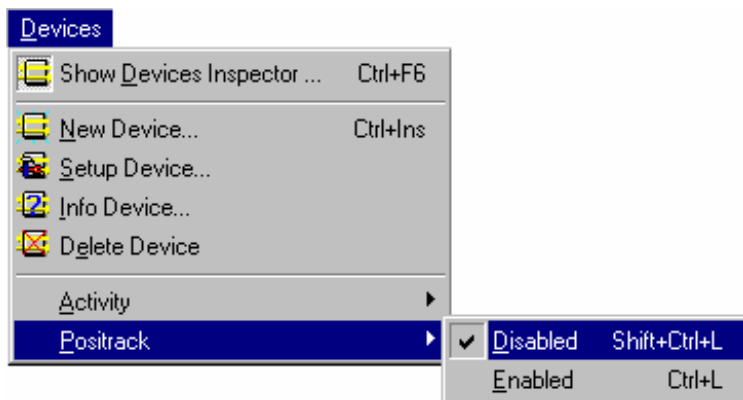 Devices
Show Devices Inspector ... Ctrl+F6
New Device... Ctrl+Ins
Setup Device...
Info Device...
Delete Device
Activity
Positrack
Disabled Shift+Ctrl+L
Enabled Ctrl+L